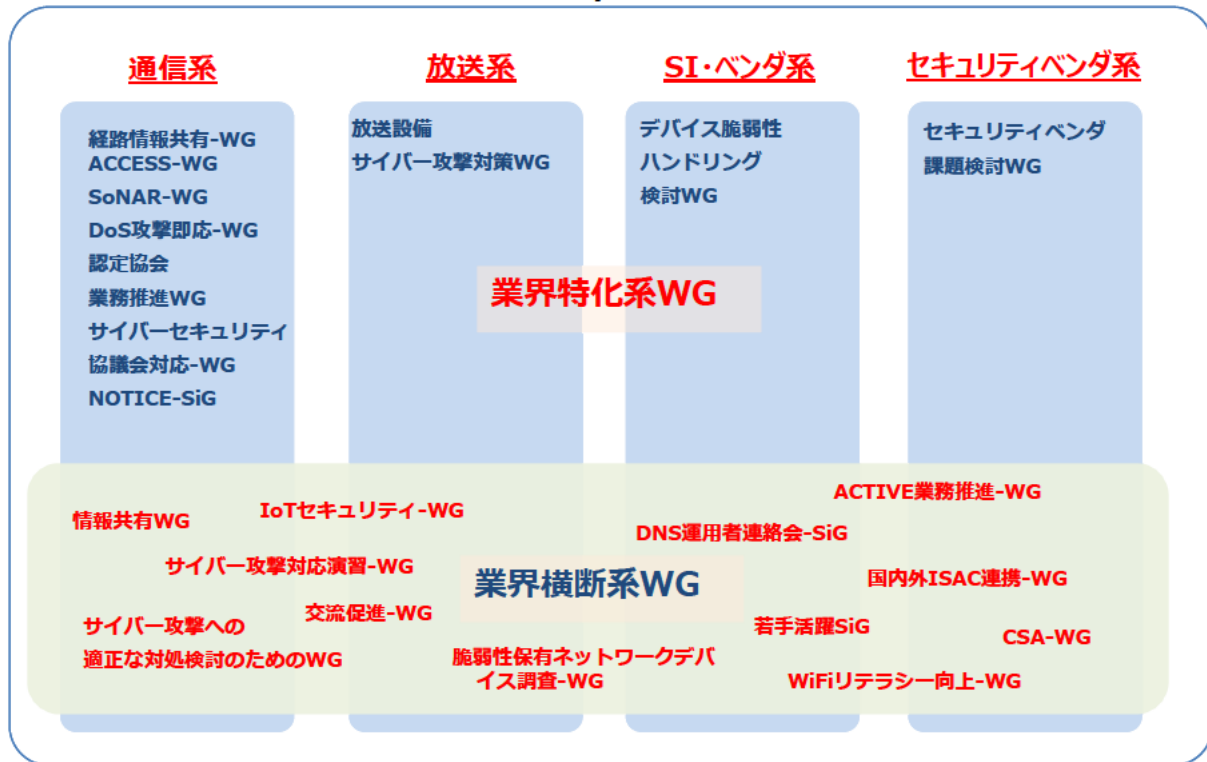 通信系
放送系
SI・ベンダ系
セキュリティベンダ系
経路情報共有-WG
ACCESS-WG
SoNAR-WG
DoS攻撃即応-WG
認定協会
業務推進WG
サイバーセキュリティ
協議会対応-WG
NOTICE-SiG
放送設備
サイバー攻撃対策WG
デバイス脆弱性
ハンドリング
検討WG
セキュリティベンダ
課題検討WG
業界特化系WG
ACTIVE業務推進-WG
情報共有WG
IoTセキュリティ-WG
DNS運用者連絡会-SiG
サイバー攻撃対応演習-WG
業界横断系WG
国内外ISAC連携-WG
交流促進-WG
サイバー攻撃への
適正な対処検討のためのWG
若手活躍SiG
CSA-WG
脆弱性保有ネットワークデバ
イス調査-WG
WiFiリテラシー向上-WG